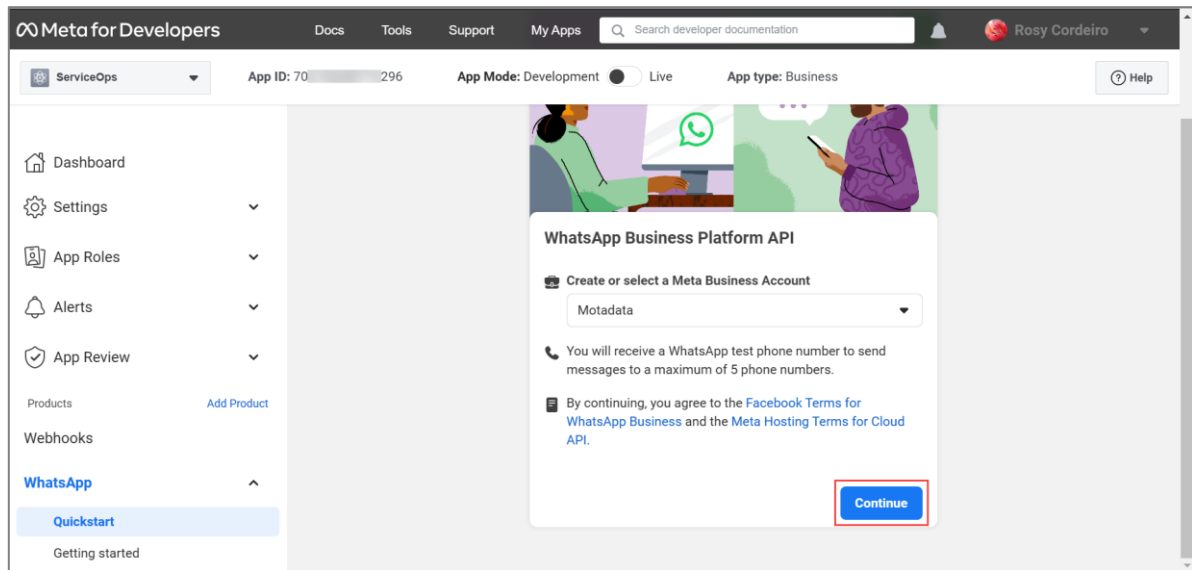 Meta for Developers Docs Tools Support My Apps Search developer documentation Rosy Cordeiro
ServiceOps App ID: 70 296 App Mode: Development Live App type: Business Help
Dashboard
Settings
App Roles
Alerts
App Review
Products Add Product
Webhooks
WhatsApp
Quickstart
Getting started
WhatsApp Business Platform API
Create or select a Meta Business Account
Motadata
You will receive a WhatsApp test phone number to send
messages to a maximum of 5 phone numbers.
By continuing, you agree to the Facebook Terms for
WhatsApp Business and the Meta Hosting Terms for Cloud
API.
Continue